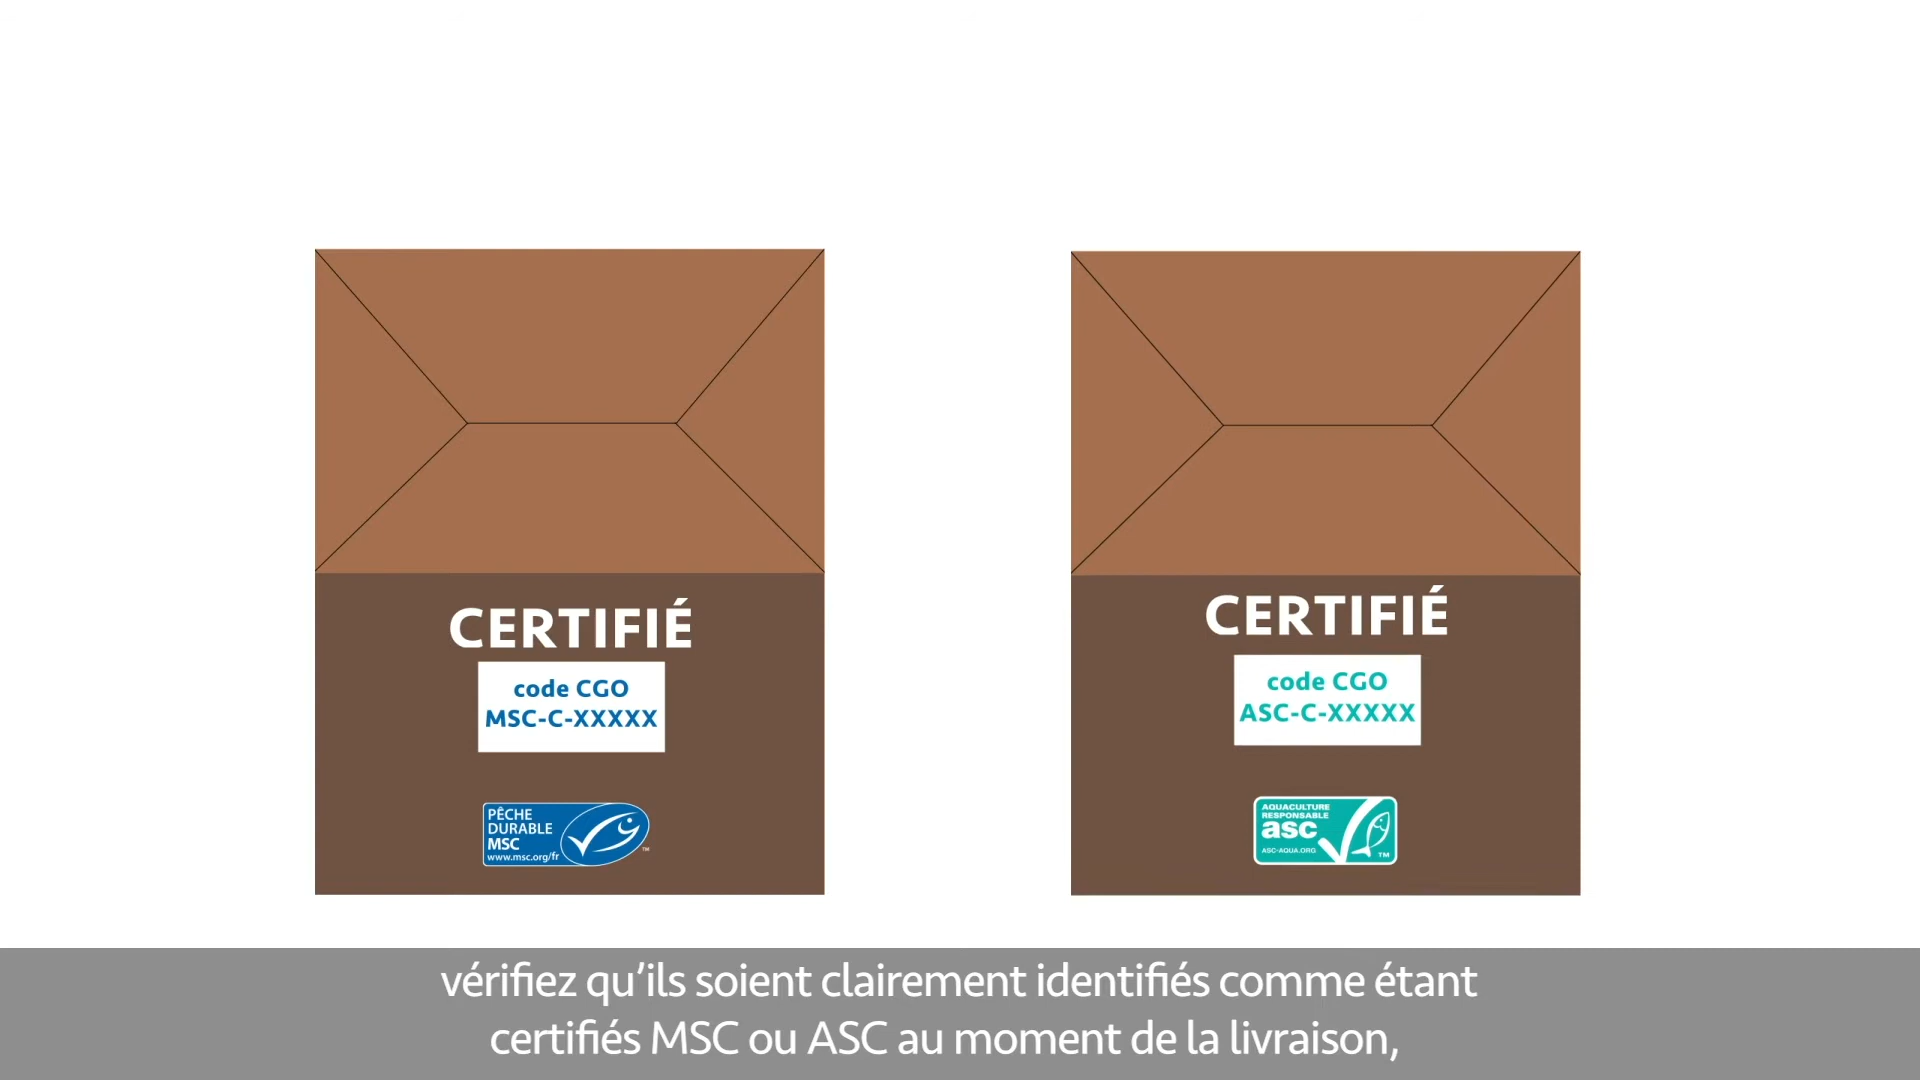 CERTIFIÉ
code CGO
MSC-C-XXXXX
PÊCHE
DURABLE
MSC
www.msc.org/fr
TM
CERTIFIÉ
code CGO
ASC-C-XXXXX
AQUACULTURE
RESPONSABLE
asc
ASC-AQUA.ORG
TM
vérifiez qu’ils soient clairement identifiés comme étant
certifiés MSC ou ASC au moment de la livraison,